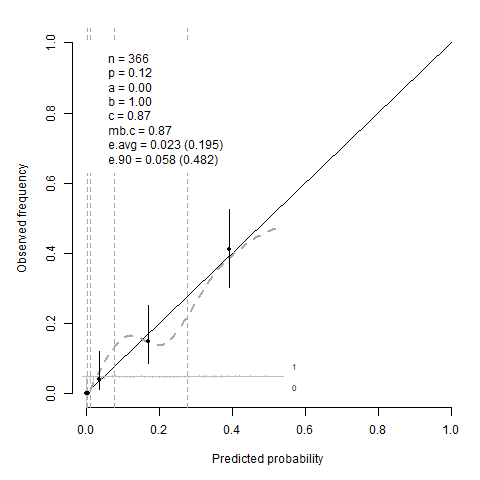 n = 366
p = 0.12
a = 0.00
b = 1.00
c = 0.87
mb.c = 0.87
e.avg = 0.023 (0.195)
e.90 = 0.058 (0.482)
1.0
0.8
0.6
0.4
0.2
0.0
Observed frequency
1
0
0.0 0.2 0.4 0.6 0.8 1.0
Predicted probability